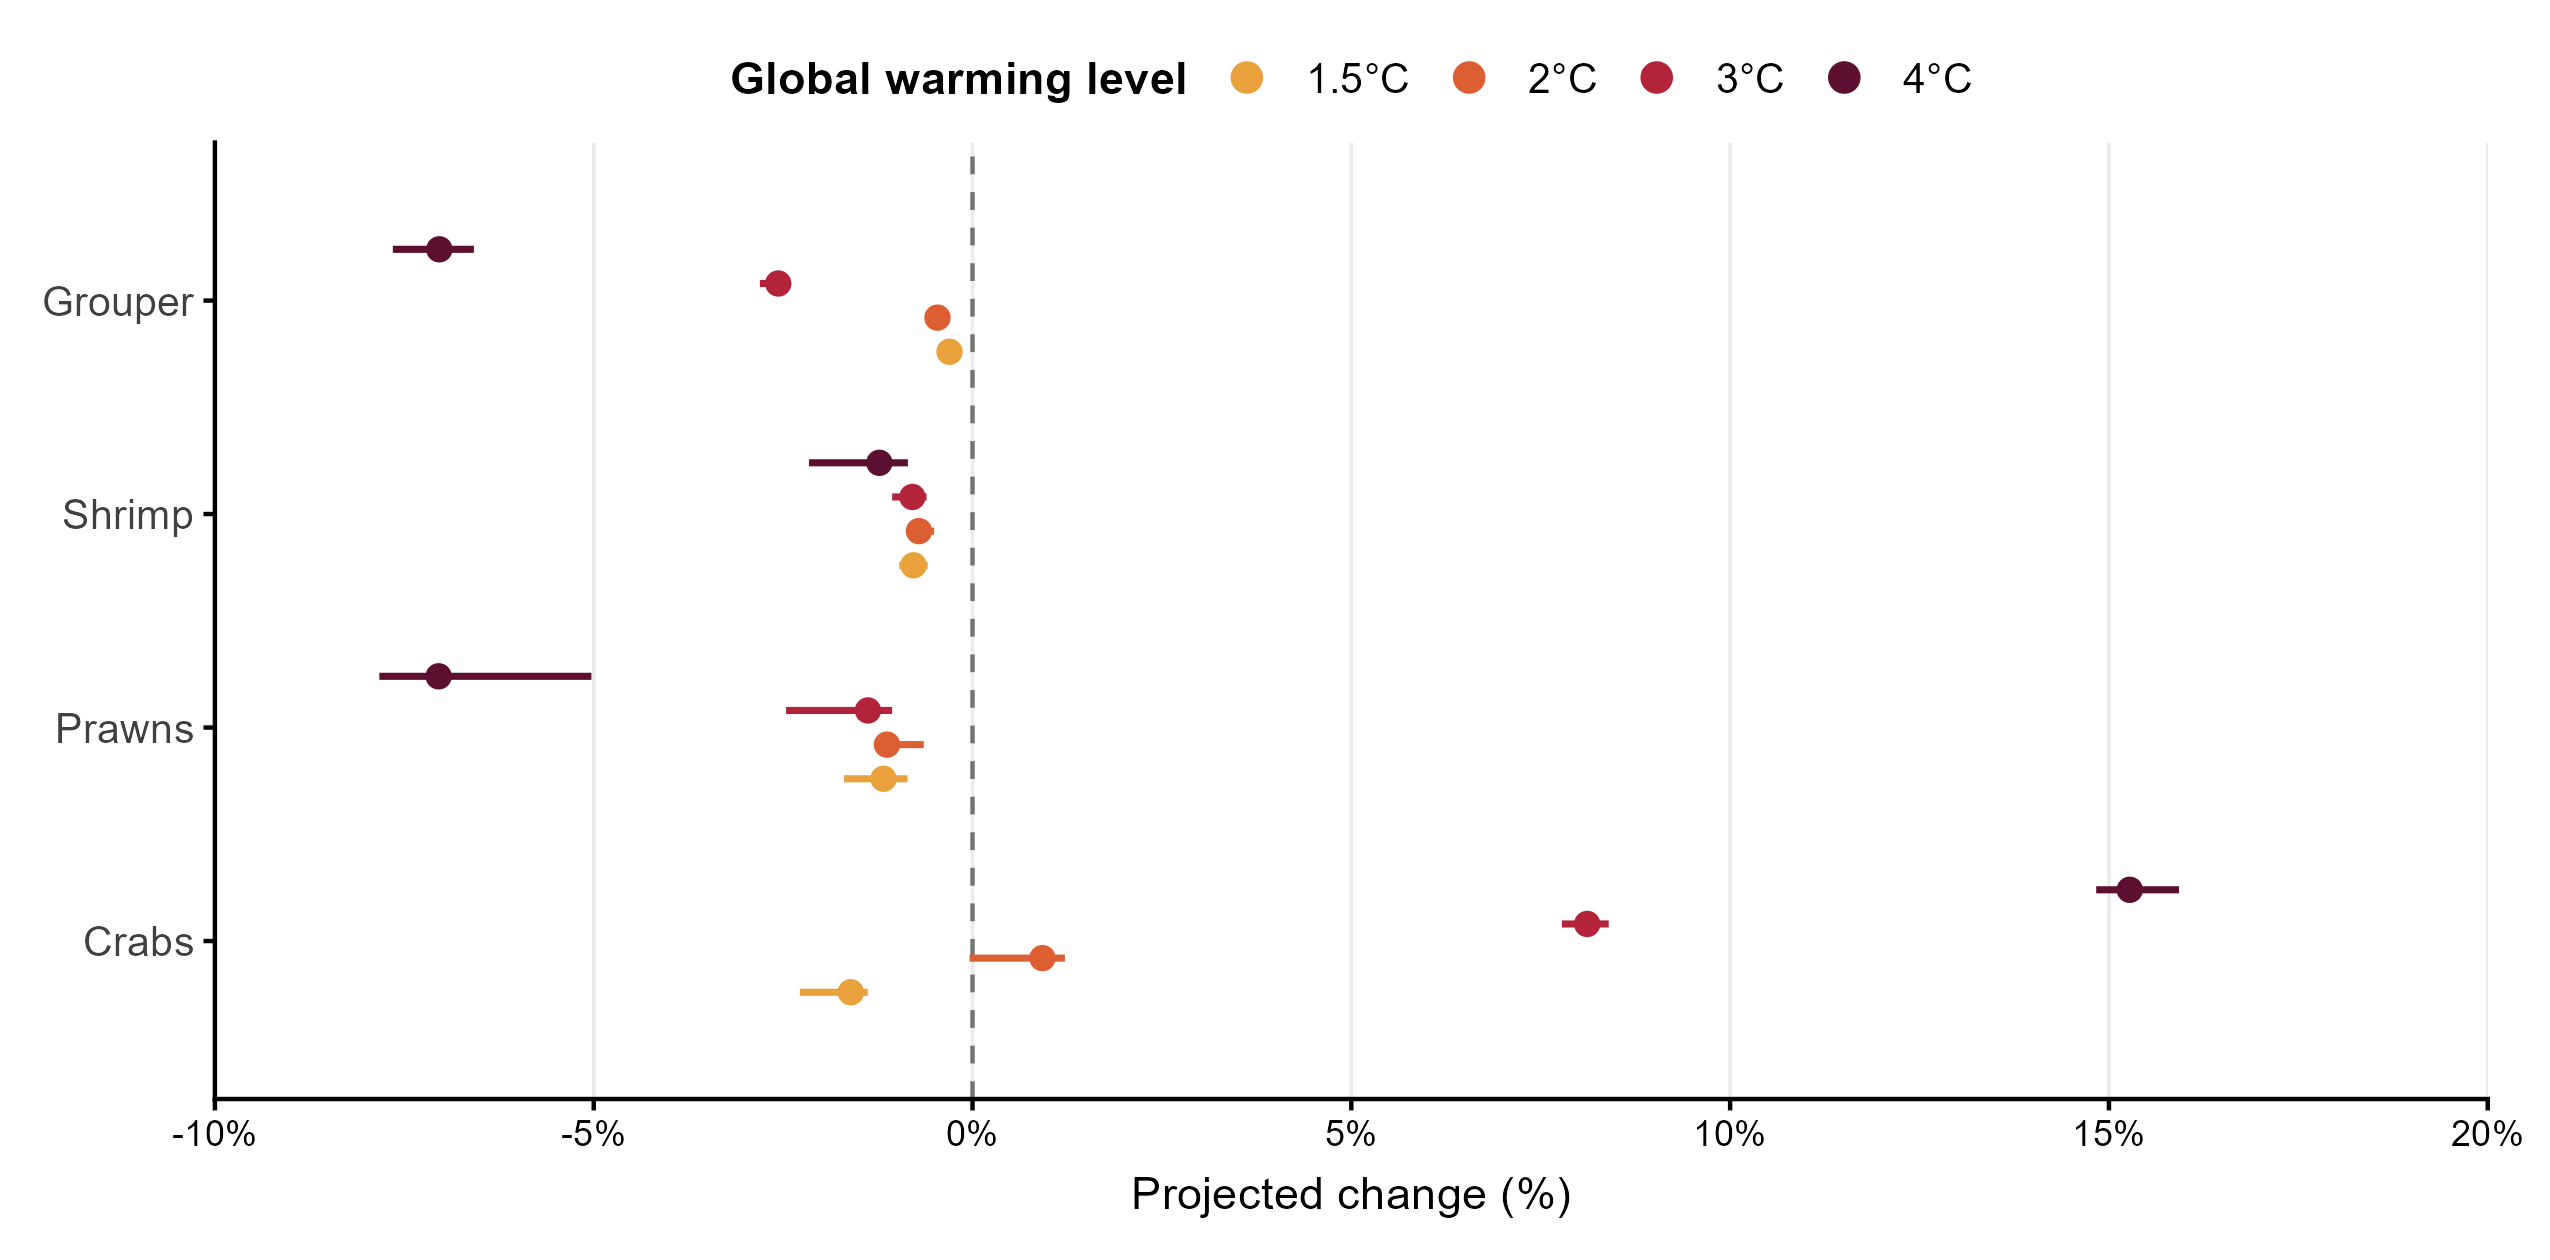 Global warming level 1.5°C 2°C 3°C 4°C
Grouper
Shrimp
Prawns
Crabs
-10% -5% 0% 5% 10% 15% 20%
Projected change (%)